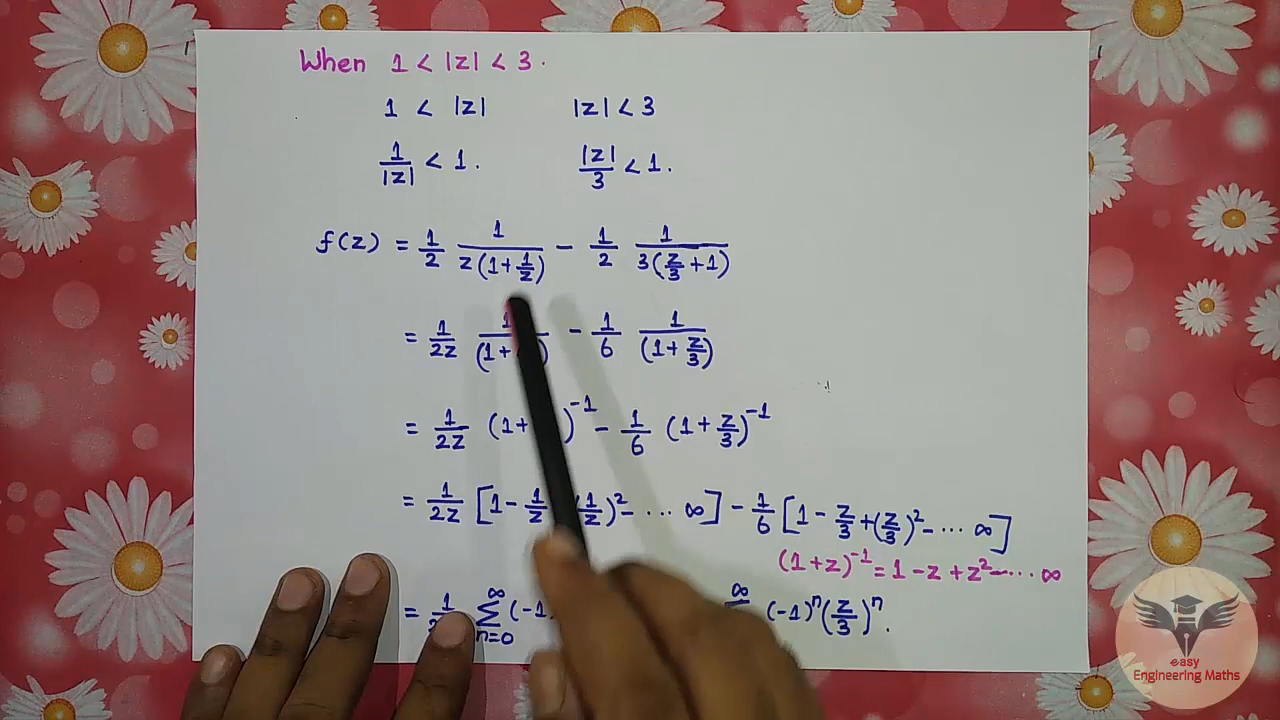 When 1 < |z| < 3.
1 < |z|    |z| < 3
1/|z| < 1.    |z|/3 < 1.
f(z) = 1/2 1/(z(1+1/z)) − 1/2 1/(3(z/3+1))
= 1/2z 1/(1+ ) − 1/6 1/(1+z/3)
= 1/2z (1+ )^-1 − 1/6 (1+z/3)^-1
= 1/2z [1 − 1/z (1/z)^2 − ... ∞] − 1/6 [1 − z/3 + (z/3)^2 − ... ∞]
(1+z)^-1 = 1 − z + z^2 − .... ∞
= 1/ ∑ n=0 ∞ (-1) ∞ (-1)^n (z/3)^n.
easy
Engineering Maths